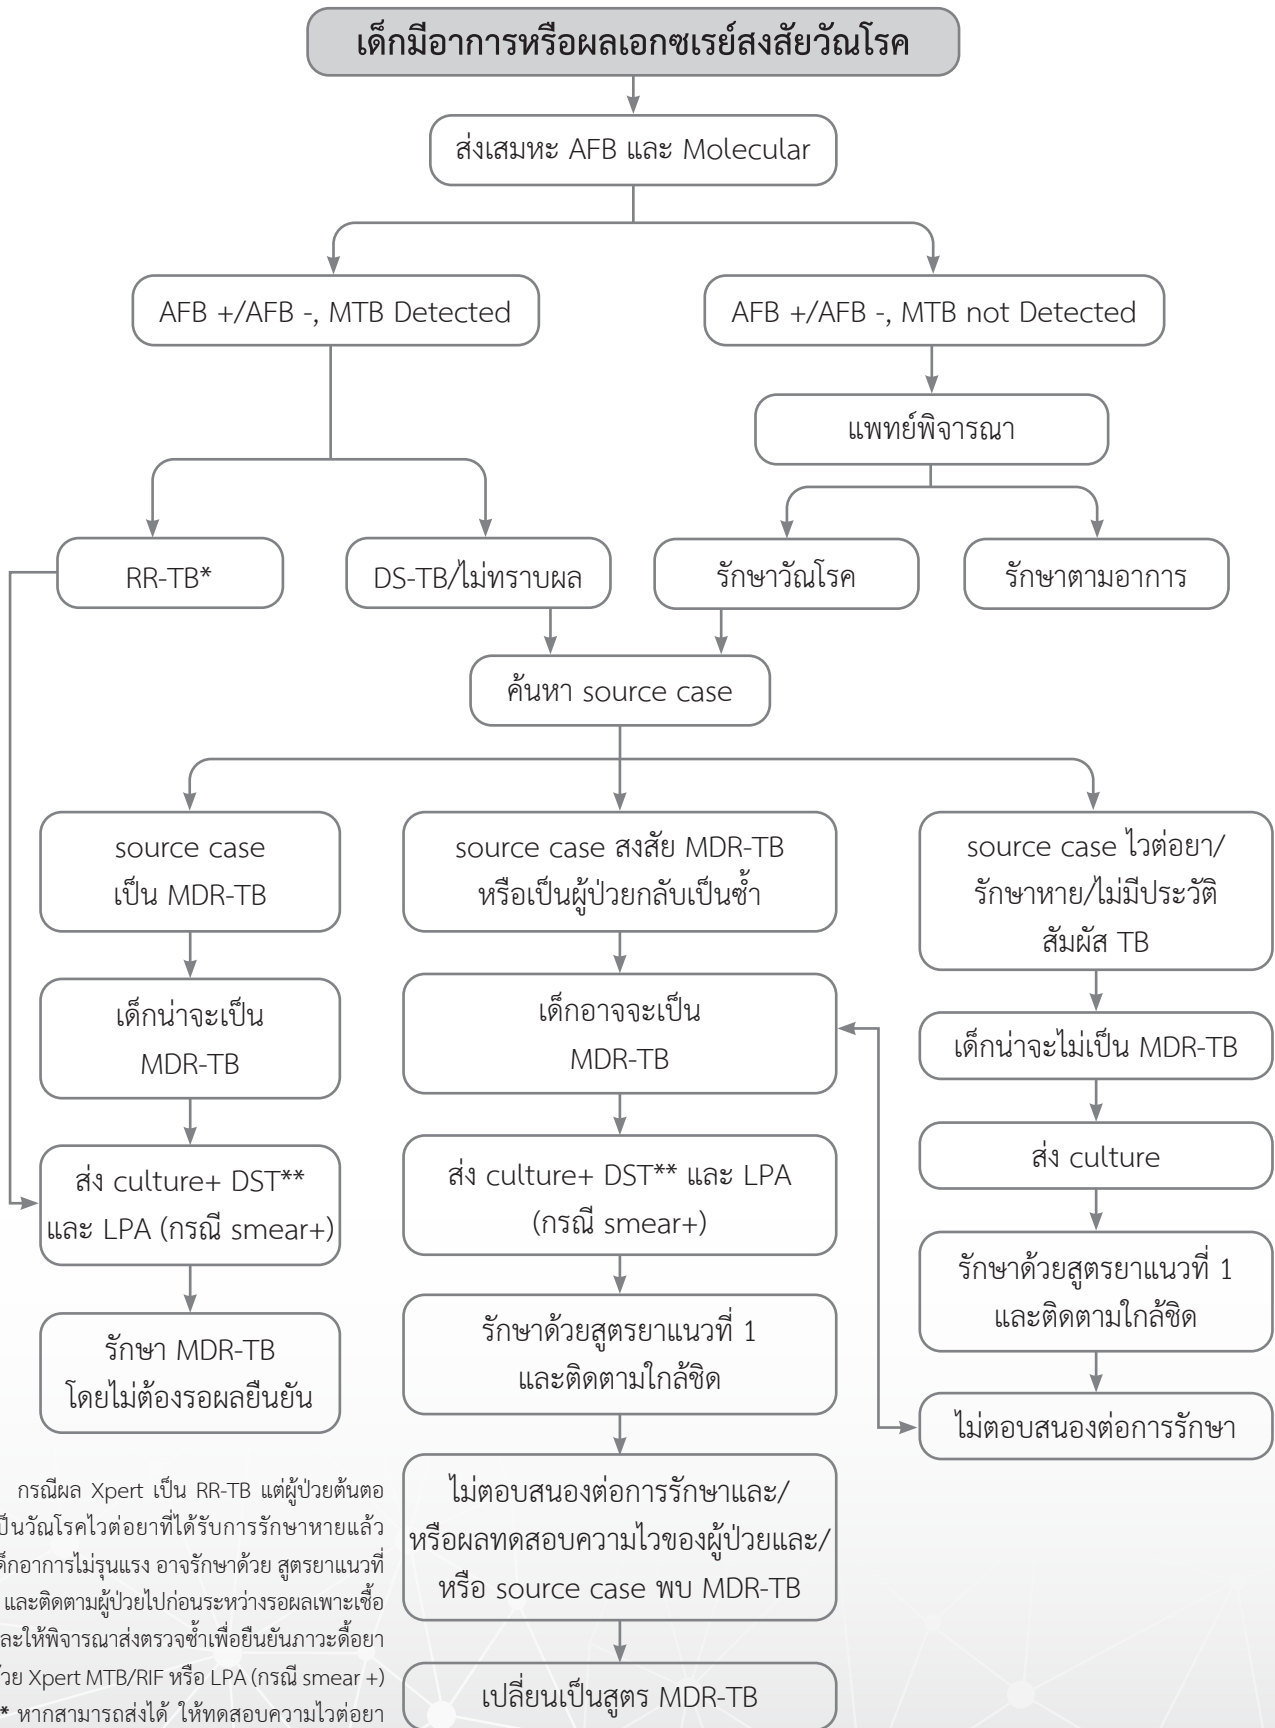 เด็กมีอาการหรือผลเอกซเรย์สงสัยวัณโรค
ส่งเสมหะ AFB และ Molecular
AFB +/AFB -, MTB Detected
AFB +/AFB -, MTB not Detected
แพทย์พิจารณา
RR-TB*
DS-TB/ไม่ทราบผล
รักษาวัณโรค
รักษาตามอาการ
ค้นหา source case
source case
เป็น MDR-TB
source case สงสัย MDR-TB
หรือเป็นผู้ป่วยกลับเป็นซ้ำ
source case ไวต่อยา/
รักษาหาย/ไม่มีประวัติ
สัมผัส TB
เด็กน่าจะเป็น
MDR-TB
เด็กอาจจะเป็น
MDR-TB
เด็กน่าจะไม่เป็น MDR-TB
ส่ง culture+ DST**
และ LPA (กรณี smear+)
ส่ง culture+ DST** และ LPA
(กรณี smear+)
ส่ง culture
รักษา MDR-TB
โดยไม่ต้องรอผลยืนยัน
รักษาด้วยสูตรยาแนวที่ 1
และติดตามใกล้ชิด
รักษาด้วยสูตรยาแนวที่ 1
และติดตามใกล้ชิด
ไม่ตอบสนองต่อการรักษา
ไม่ตอบสนองต่อการรักษาและ/
หรือผลทดสอบความไวของผู้ป่วยและ/
หรือ source case พบ MDR-TB
เปลี่ยนเป็นสูตร MDR-TB
กรณีผล Xpert เป็น RR-TB แต่ผู้ป่วยต้นตอ
เป็นวัณโรคไวต่อยาที่ได้รับการรักษาหายแล้ว
เด็กอาการไม่รุนแรง อาจรักษาด้วย สูตรยาแนวที่
และติดตามผู้ป่วยไปก่อนระหว่างรอผลเพาะเชื้อ
และให้พิจารณาส่งตรวจซ้ำเพื่อยืนยันภาวะดื้อยา
ด้วย Xpert MTB/RIF หรือ LPA (กรณี smear +)
* หากสามารถส่งได้ ให้ทดสอบความไวต่อยา